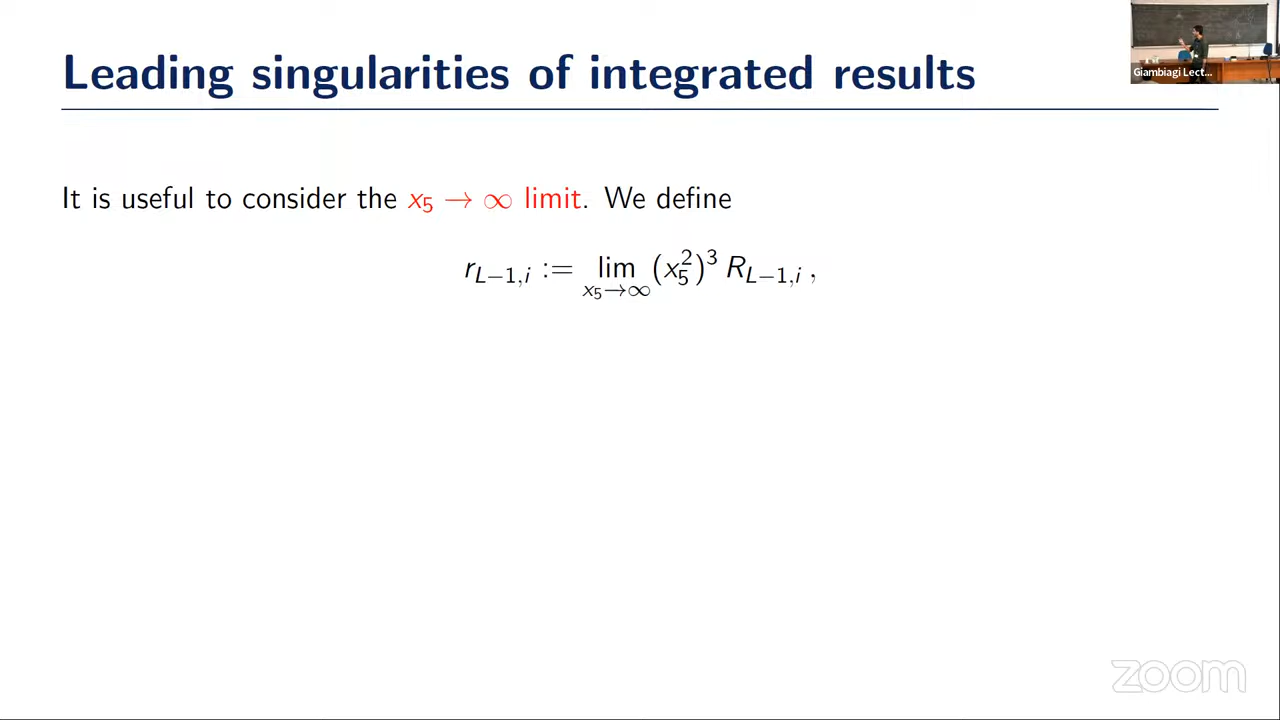 Leading singularities of integrated results
Giambiagi Lect...
It is useful to consider the x₅ → ∞ limit. We define
r_{L−1,i} := lim_{x₅→∞} (x₅²)³ R_{L−1,i} ,
zoom